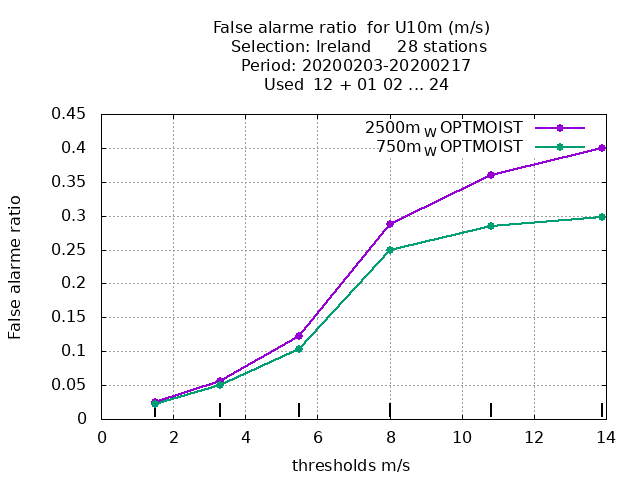 False alarme ratio  for U10m (m/s)
Selection: Ireland     28 stations
Period: 20200203-20200217
Used  12 + 01 02 ... 24
0.45
0.4
0.35
0.3
0.25
0.2
0.15
0.1
0.05
0
False alarme ratio
2500m W OPTMOIST
750m W OPTMOIST
0 2 4 6 8 10 12 14
thresholds m/s